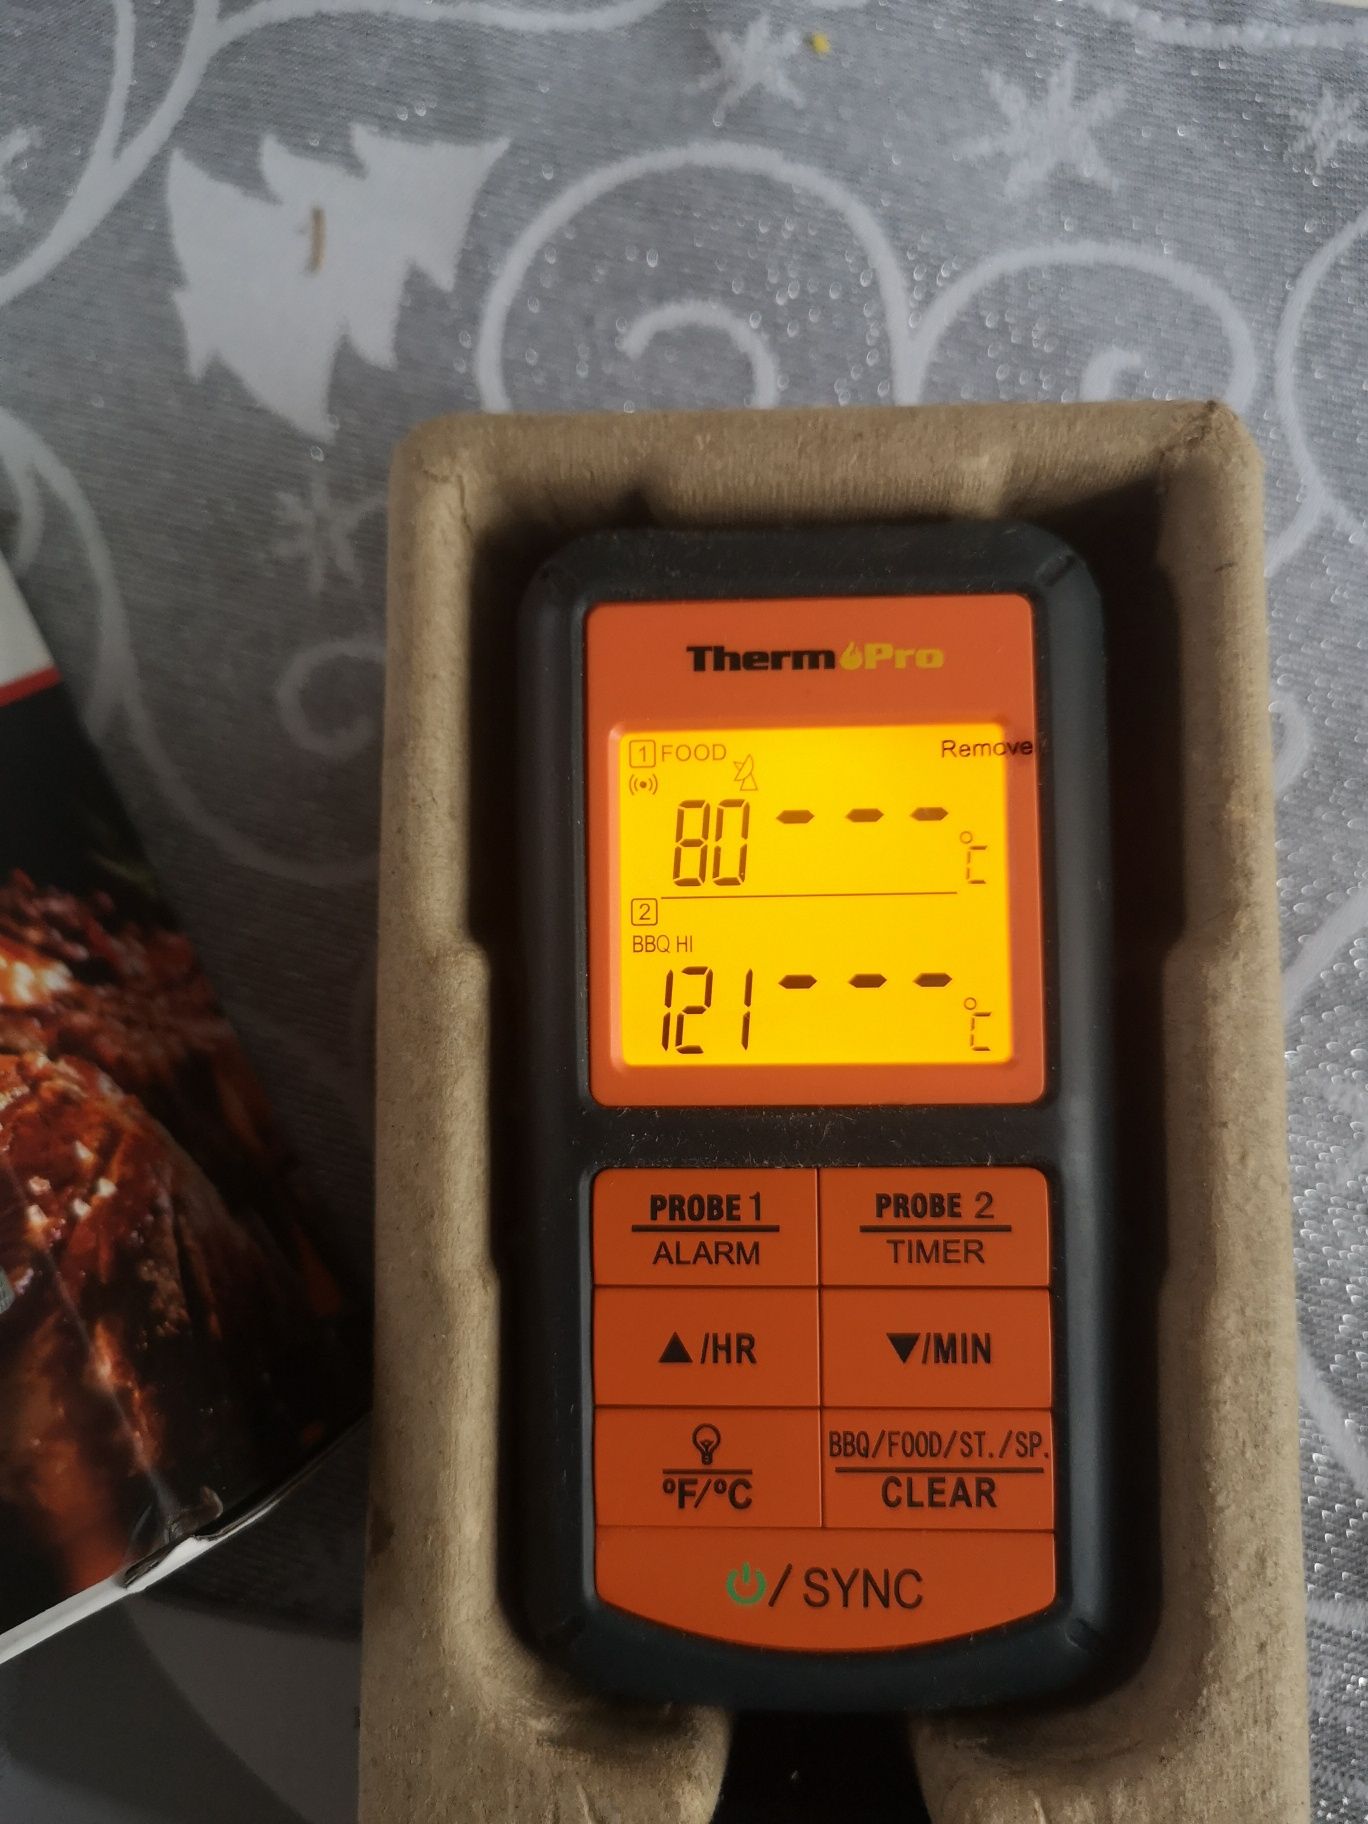 ThermPro
1 FOOD Remove
80 - - - °C
2
BBQ HI
121 - - - °C
PROBE 1
ALARM
PROBE 2
TIMER
▲/HR
▼/MIN
BBQ/FOOD/ST./SP.
°F/°C
CLEAR
/ SYNC